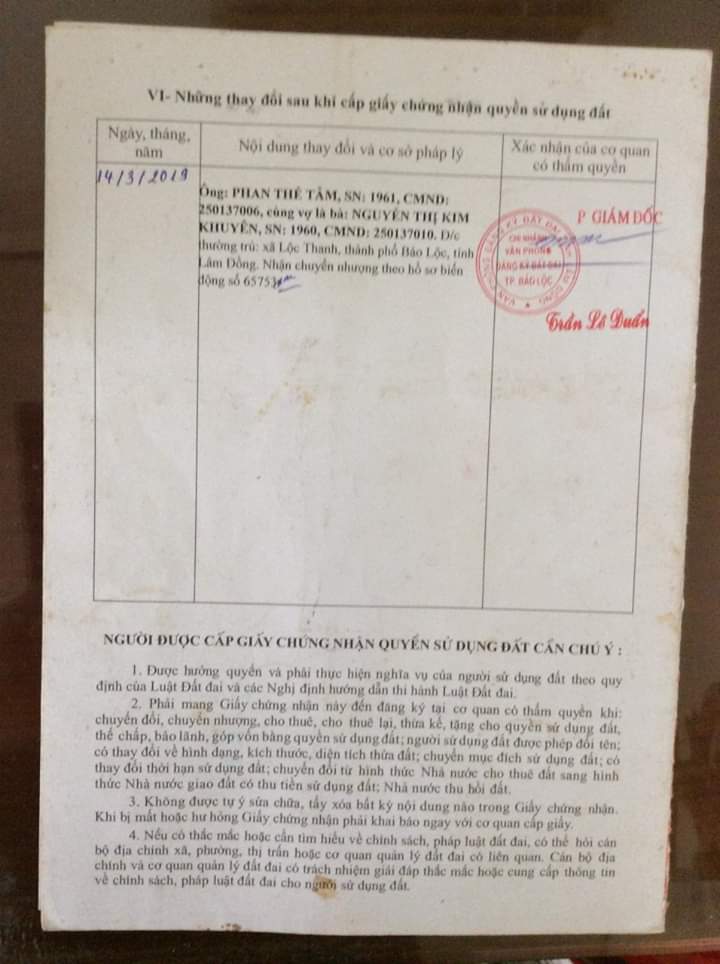 VI- Những thay đổi sau khi cấp giấy chứng nhận quyền sử dụng đất
Ngày, tháng,
năm
Nội dung thay đổi và cơ sở pháp lý
Xác nhận của cơ quan
có thẩm quyền
14/3/2019
Ông: PHAN THẾ TÂM, SN: 1961, CMND:
250137006, cùng vợ là bà: NGUYỄN THỊ KIM
KHUYÊN, SN: 1960, CMND: 250137010. Đ/c
thường trú: xã Lộc Thanh, thành phố Bảo Lộc, tỉnh
Lâm Đồng. Nhận chuyển nhượng theo hồ sơ biến
động số 65753
P GIÁM ĐỐC
CHI NHÁNH
VĂN PHÒNG
ĐĂNG KÝ ĐẤT ĐAI
TP. BẢO LỘC
Trần Lê Duẩn
NGƯỜI ĐƯỢC CẤP GIẤY CHỨNG NHẬN QUYỀN SỬ DỤNG ĐẤT CẦN CHÚ Ý :
1. Được hưởng quyền và phải thực hiện nghĩa vụ của người sử dụng đất theo quy
định của Luật Đất đai và các Nghị định hướng dẫn thi hành Luật Đất đai.
2. Phải mang Giấy chứng nhận này đến đăng ký tại cơ quan có thẩm quyền khi:
chuyển đổi, chuyển nhượng, cho thuê, cho thuê lại, thừa kế, tặng cho quyền sử dụng đất,
thế chấp, bảo lãnh, góp vốn bằng quyền sử dụng đất; người sử dụng đất được phép đổi tên;
có thay đổi về hình dạng, kích thước, diện tích thửa đất; chuyển mục đích sử dụng đất; có
thay đổi thời hạn sử dụng đất; chuyển đổi từ hình thức Nhà nước cho thuê đất sang hình
thức Nhà nước giao đất có thu tiền sử dụng đất; Nhà nước thu hồi đất.
3. Không được tự ý sửa chữa, tẩy xóa bất kỳ nội dung nào trong Giấy chứng nhận.
Khi bị mất hoặc hư hỏng Giấy chứng nhận phải khai báo ngay với cơ quan cấp giấy.
4. Nếu có thắc mắc hoặc cần tìm hiểu về chính sách, pháp luật đất đai, có thể hỏi cán
bộ địa chính xã, phường, thị trấn hoặc cơ quan quản lý đất đai có liên quan. Cán bộ địa
chính và cơ quan quản lý đất đai có trách nhiệm giải đáp thắc mắc hoặc cung cấp thông tin
về chính sách, pháp luật đất đai cho người sử dụng đất.